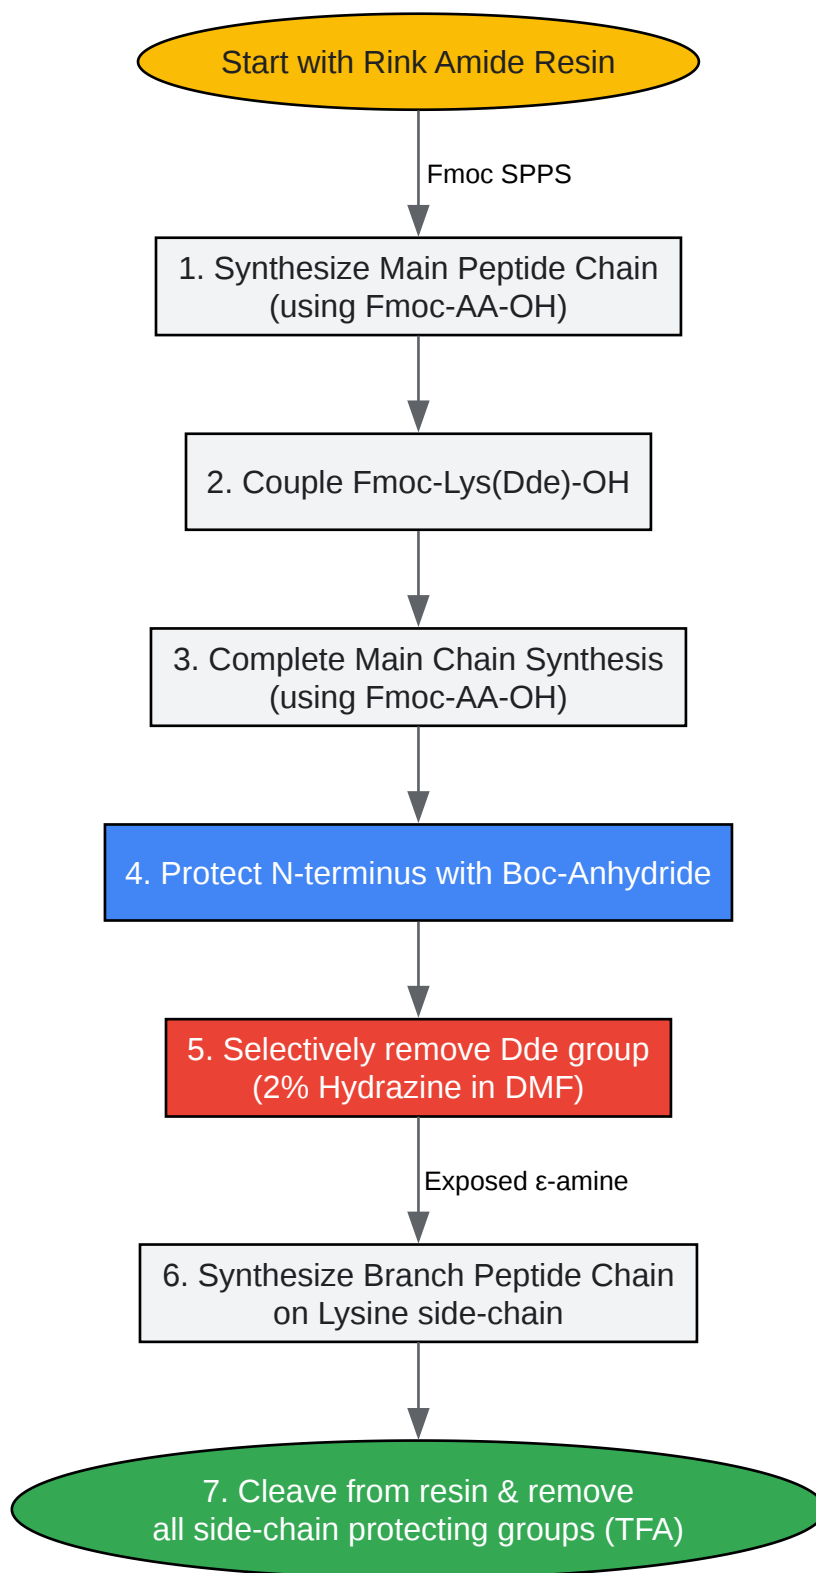 Start with Rink Amide Resin
Fmoc SPPS
1. Synthesize Main Peptide Chain
(using Fmoc-AA-OH)
2. Couple Fmoc-Lys(Dde)-OH
3. Complete Main Chain Synthesis
(using Fmoc-AA-OH)
4. Protect N-terminus with Boc-Anhydride
5. Selectively remove Dde group
(2% Hydrazine in DMF)
Exposed ε-amine
6. Synthesize Branch Peptide Chain
on Lysine side-chain
7. Cleave from resin & remove
all side-chain protecting groups (TFA)